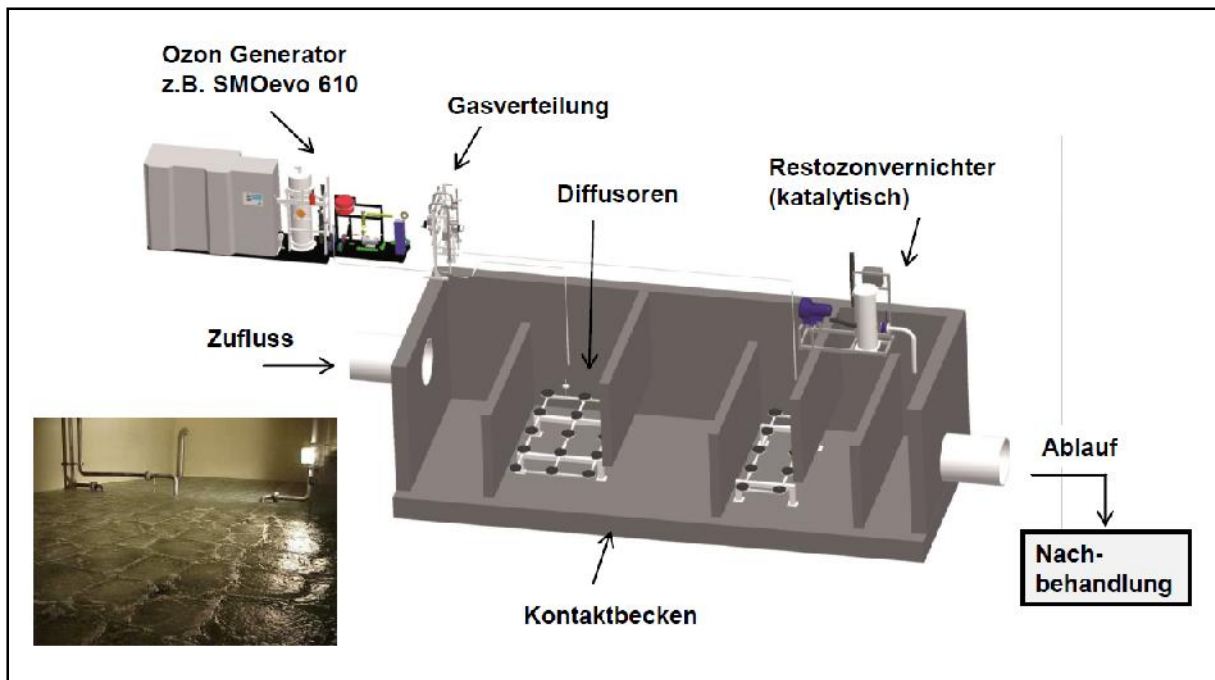 Ozon Generator
z.B. SMOevo 610
Gasverteilung
Diffusoren
Restozonvernichter
(katalytisch)
Zufluss
Ablauf
Nach-
behandlung
Kontaktbecken